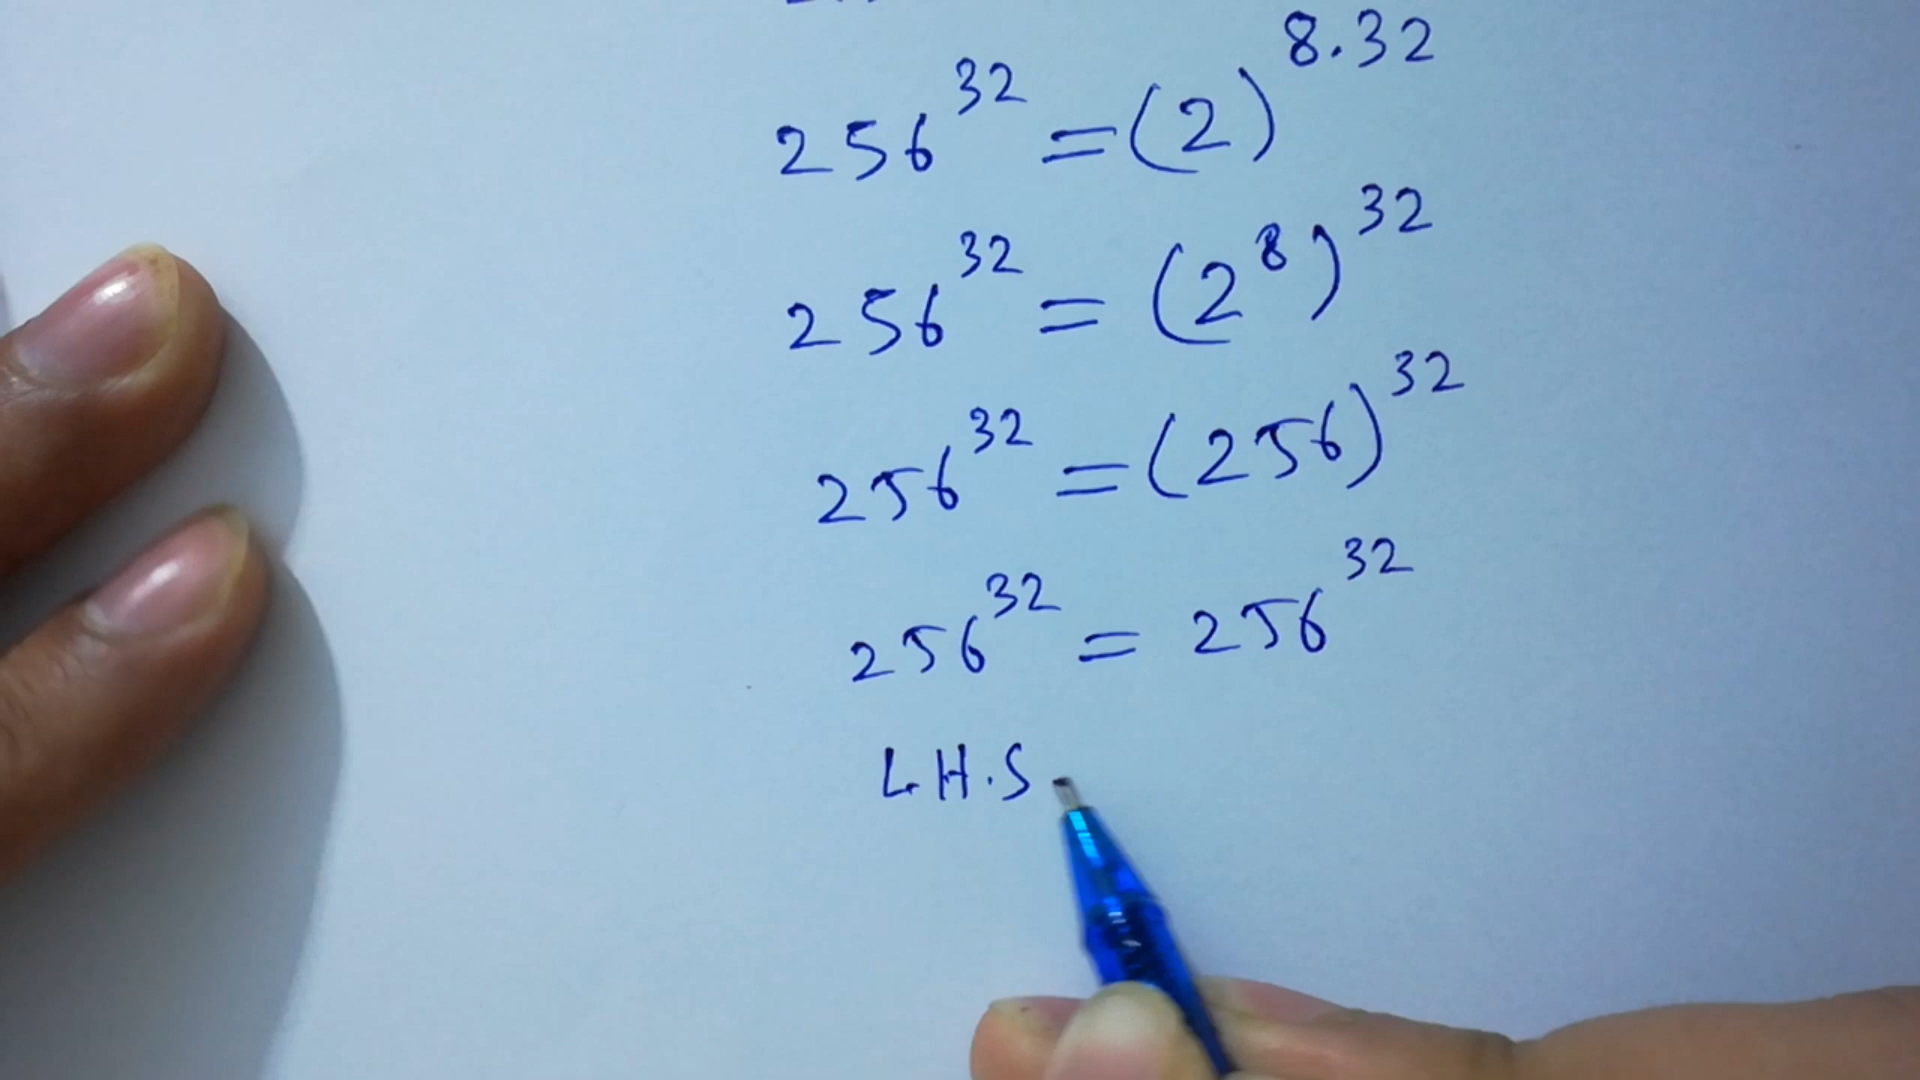 256^32 = (2)^8.32
256^32 = (2^8)^32
256^32 = (256)^32
256^32 = 256^32
L.H.S